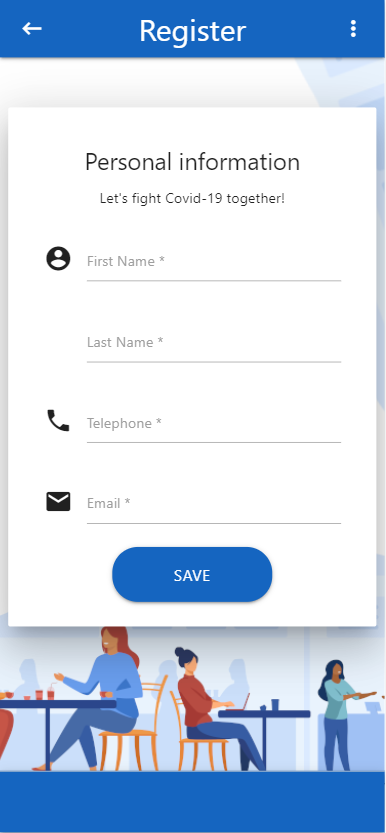 Register
Personal information
Let's fight Covid-19 together!
First Name *
Last Name *
Telephone *
Email *
SAVE